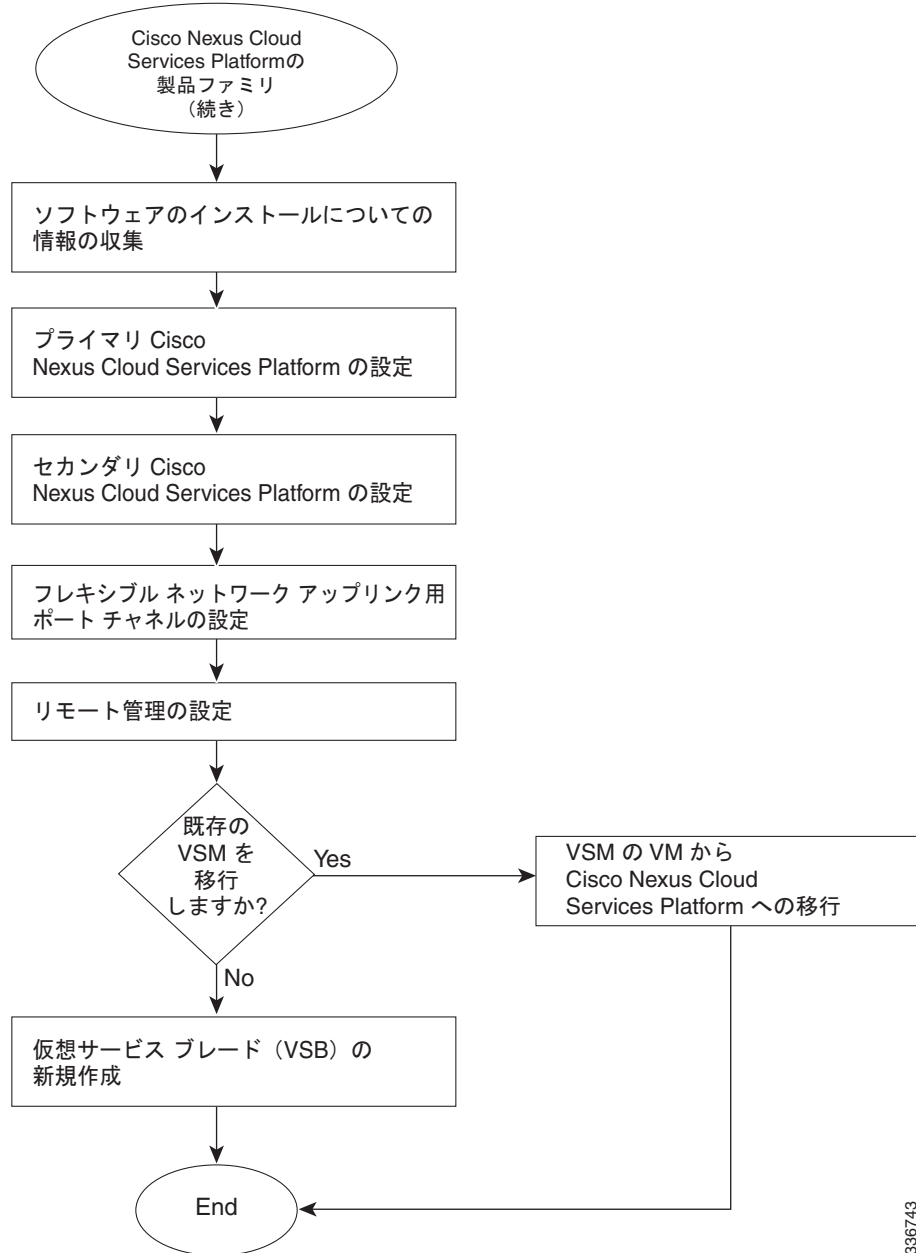 Cisco Nexus Cloud
Services Platformの
製品ファミリ
（続き）
ソフトウェアのインストールについての
情報の収集
プライマリ Cisco
Nexus Cloud Services Platform の設定
セカンダリ Cisco
Nexus Cloud Services Platform の設定
フレキシブル ネットワーク アップリンク用
ポート チャネルの設定
リモート管理の設定
既存の
VSM を
移行
しますか?
Yes
VSM の VM から
Cisco Nexus Cloud
Services Platform への移行
No
仮想サービス ブレード（VSB）の
新規作成
End
336743